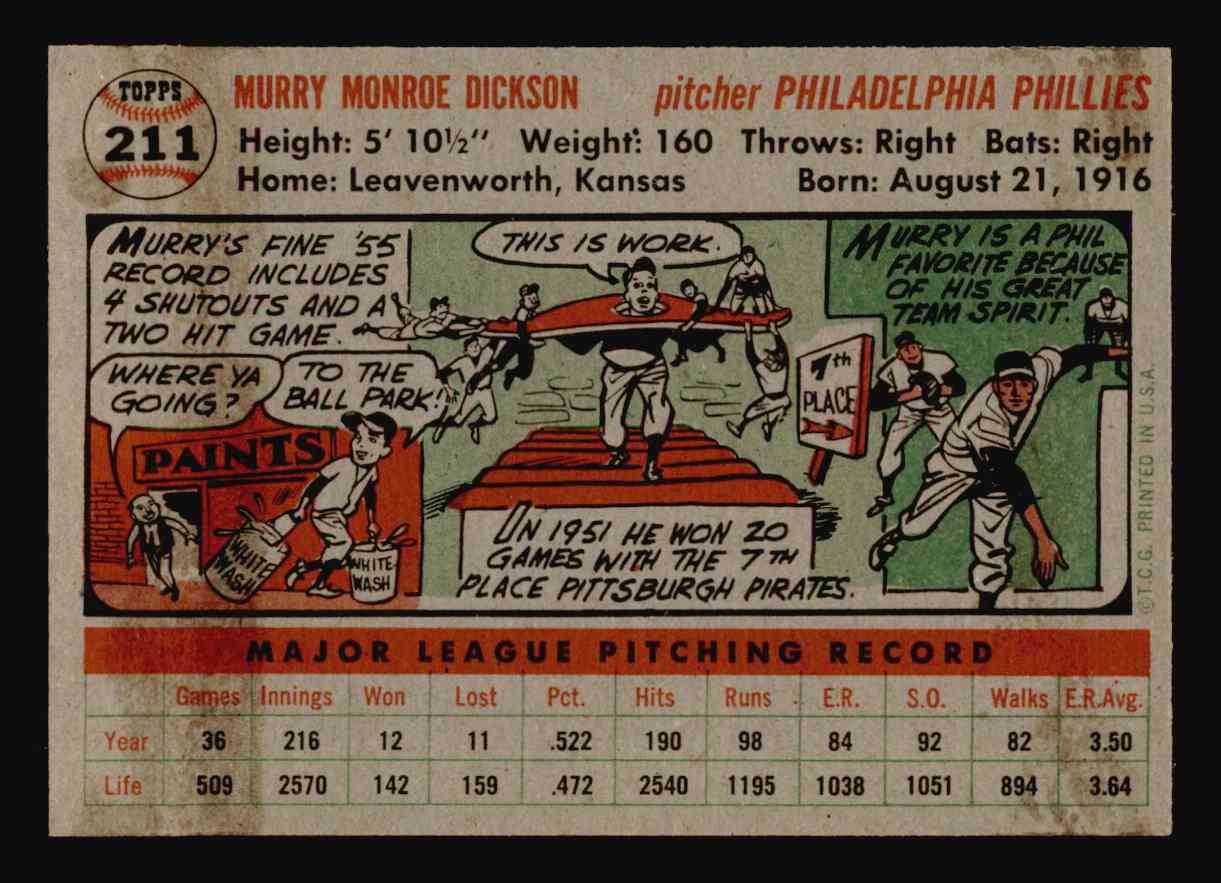 TOPPS
211
MURRY MONROE DICKSON pitcher PHILADELPHIA PHILLIES
Height: 5' 10½" Weight: 160 Throws: Right Bats: Right
Home: Leavenworth, Kansas Born: August 21, 1916
MURRY'S FINE '55
RECORD INCLUDES
4 SHUTOUTS AND A
TWO HIT GAME.
WHERE YA
GOING?
TO THE
BALL PARK!
PAINTS
WHITE
WASH
WHITE-
WASH
THIS IS WORK.
7th
PLACE
IN 1951 HE WON 20
GAMES WITH THE 7TH
PLACE PITTSBURGH PIRATES.
MURRY IS A PHIL
FAVORITE BECAUSE
OF HIS GREAT
TEAM SPIRIT.
©T.C.G. PRINTED IN U.S.A.
MAJOR LEAGUE PITCHING RECORD
Games Innings Won Lost Pct. Hits Runs E.R. S.O. Walks E.R.Avg.
Year 36 216 12 11 .522 190 98 84 92 82 3.50
Life 509 2570 142 159 .472 2540 1195 1038 1051 894 3.64